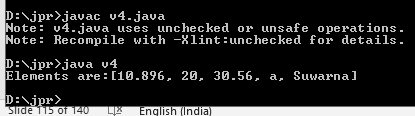 D:\jpr>javac v4.java
Note: v4.java uses unchecked or unsafe operations.
Note: Recompile with -Xlint:unchecked for details.
D:\jpr>java v4
Elements are:[10.896, 20, 30.56, a, Suwarna]
D:\jpr>
Slide 115 of 140 English (India)